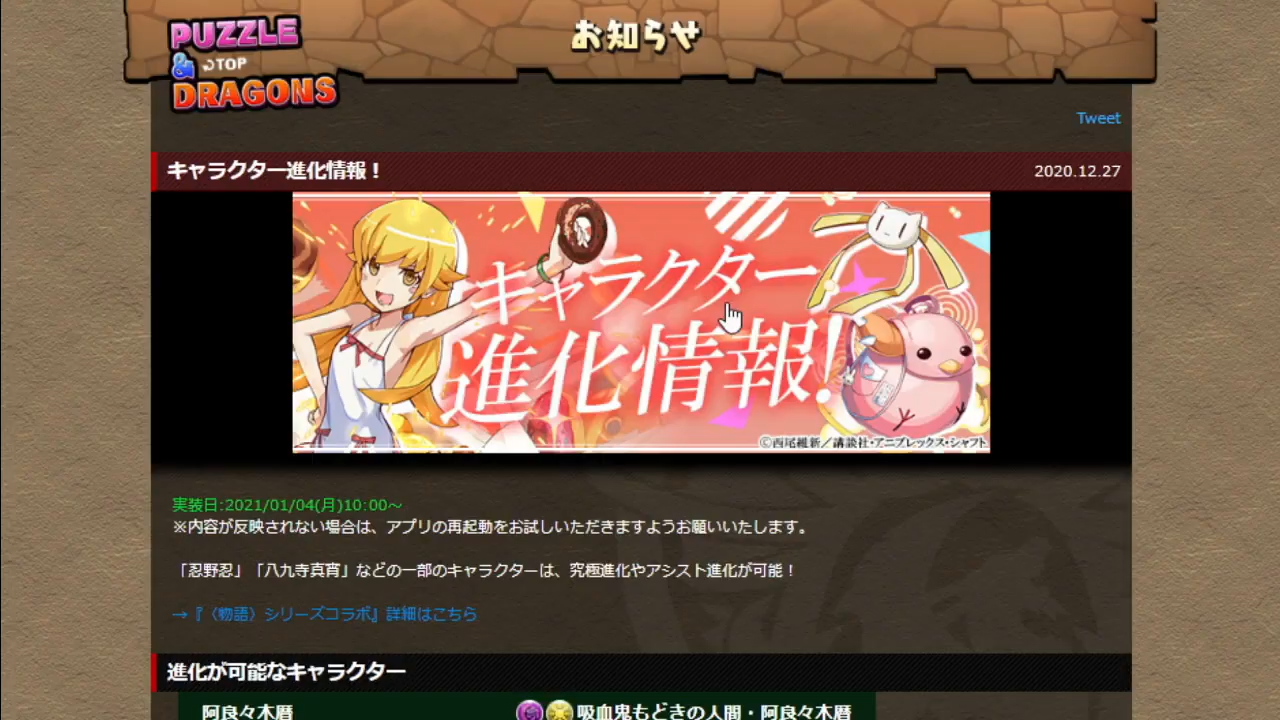 お知らせ
PUZZLE
& TOP
DRAGONS
Tweet
キャラクター進化情報！
2020.12.27
キャラクター
進化情報!
©西尾維新／講談社・アニプレックス・シャフト
実装日:2021/01/04(月)10:00～
※内容が反映されない場合は、アプリの再起動をお試しいただきますようお願いいたします。
「忍野忍」「八九寺真宵」などの一部のキャラクターは、究極進化やアシスト進化が可能！
→『〈物語〉シリーズコラボ』詳細はこちら
進化が可能なキャラクター
阿良々木暦
吸血鬼もどきの人間・阿良々木暦